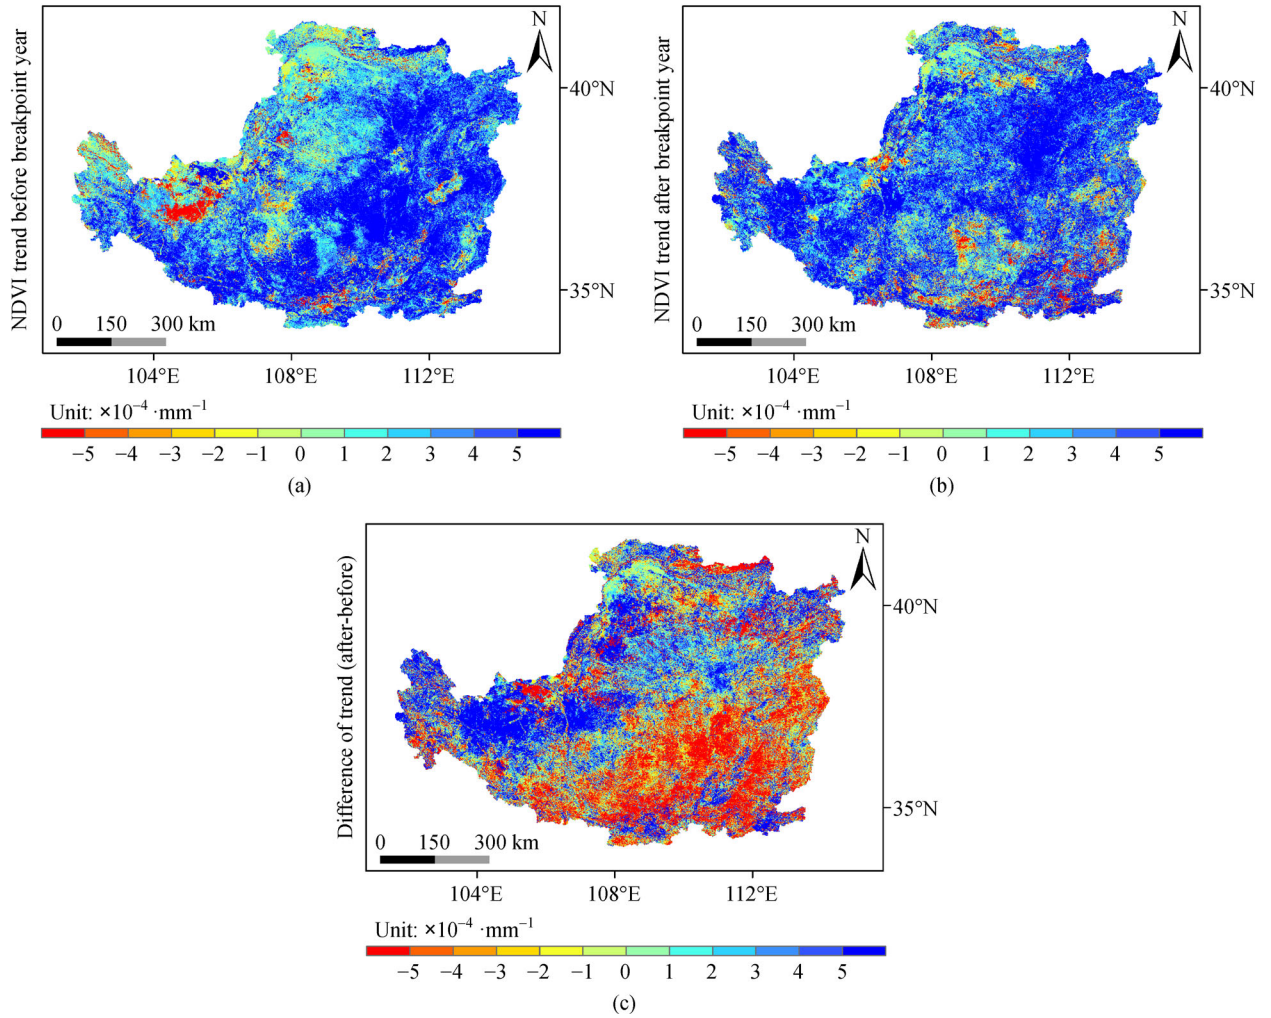 NDVI trend before breakpoint year
N
40°N
35°N
0 150 300 km
104°E 108°E 112°E
Unit: ×10⁻⁴ ·mm⁻¹
−5 −4 −3 −2 −1 0 1 2 3 4 5
(a)
NDVI trend after breakpoint year
N
40°N
35°N
0 150 300 km
104°E 108°E 112°E
Unit: ×10⁻⁴ ·mm⁻¹
−5 −4 −3 −2 −1 0 1 2 3 4 5
(b)
Difference of trend (after-before)
N
40°N
35°N
0 150 300 km
104°E 108°E 112°E
Unit: ×10⁻⁴ ·mm⁻¹
−5 −4 −3 −2 −1 0 1 2 3 4 5
(c)